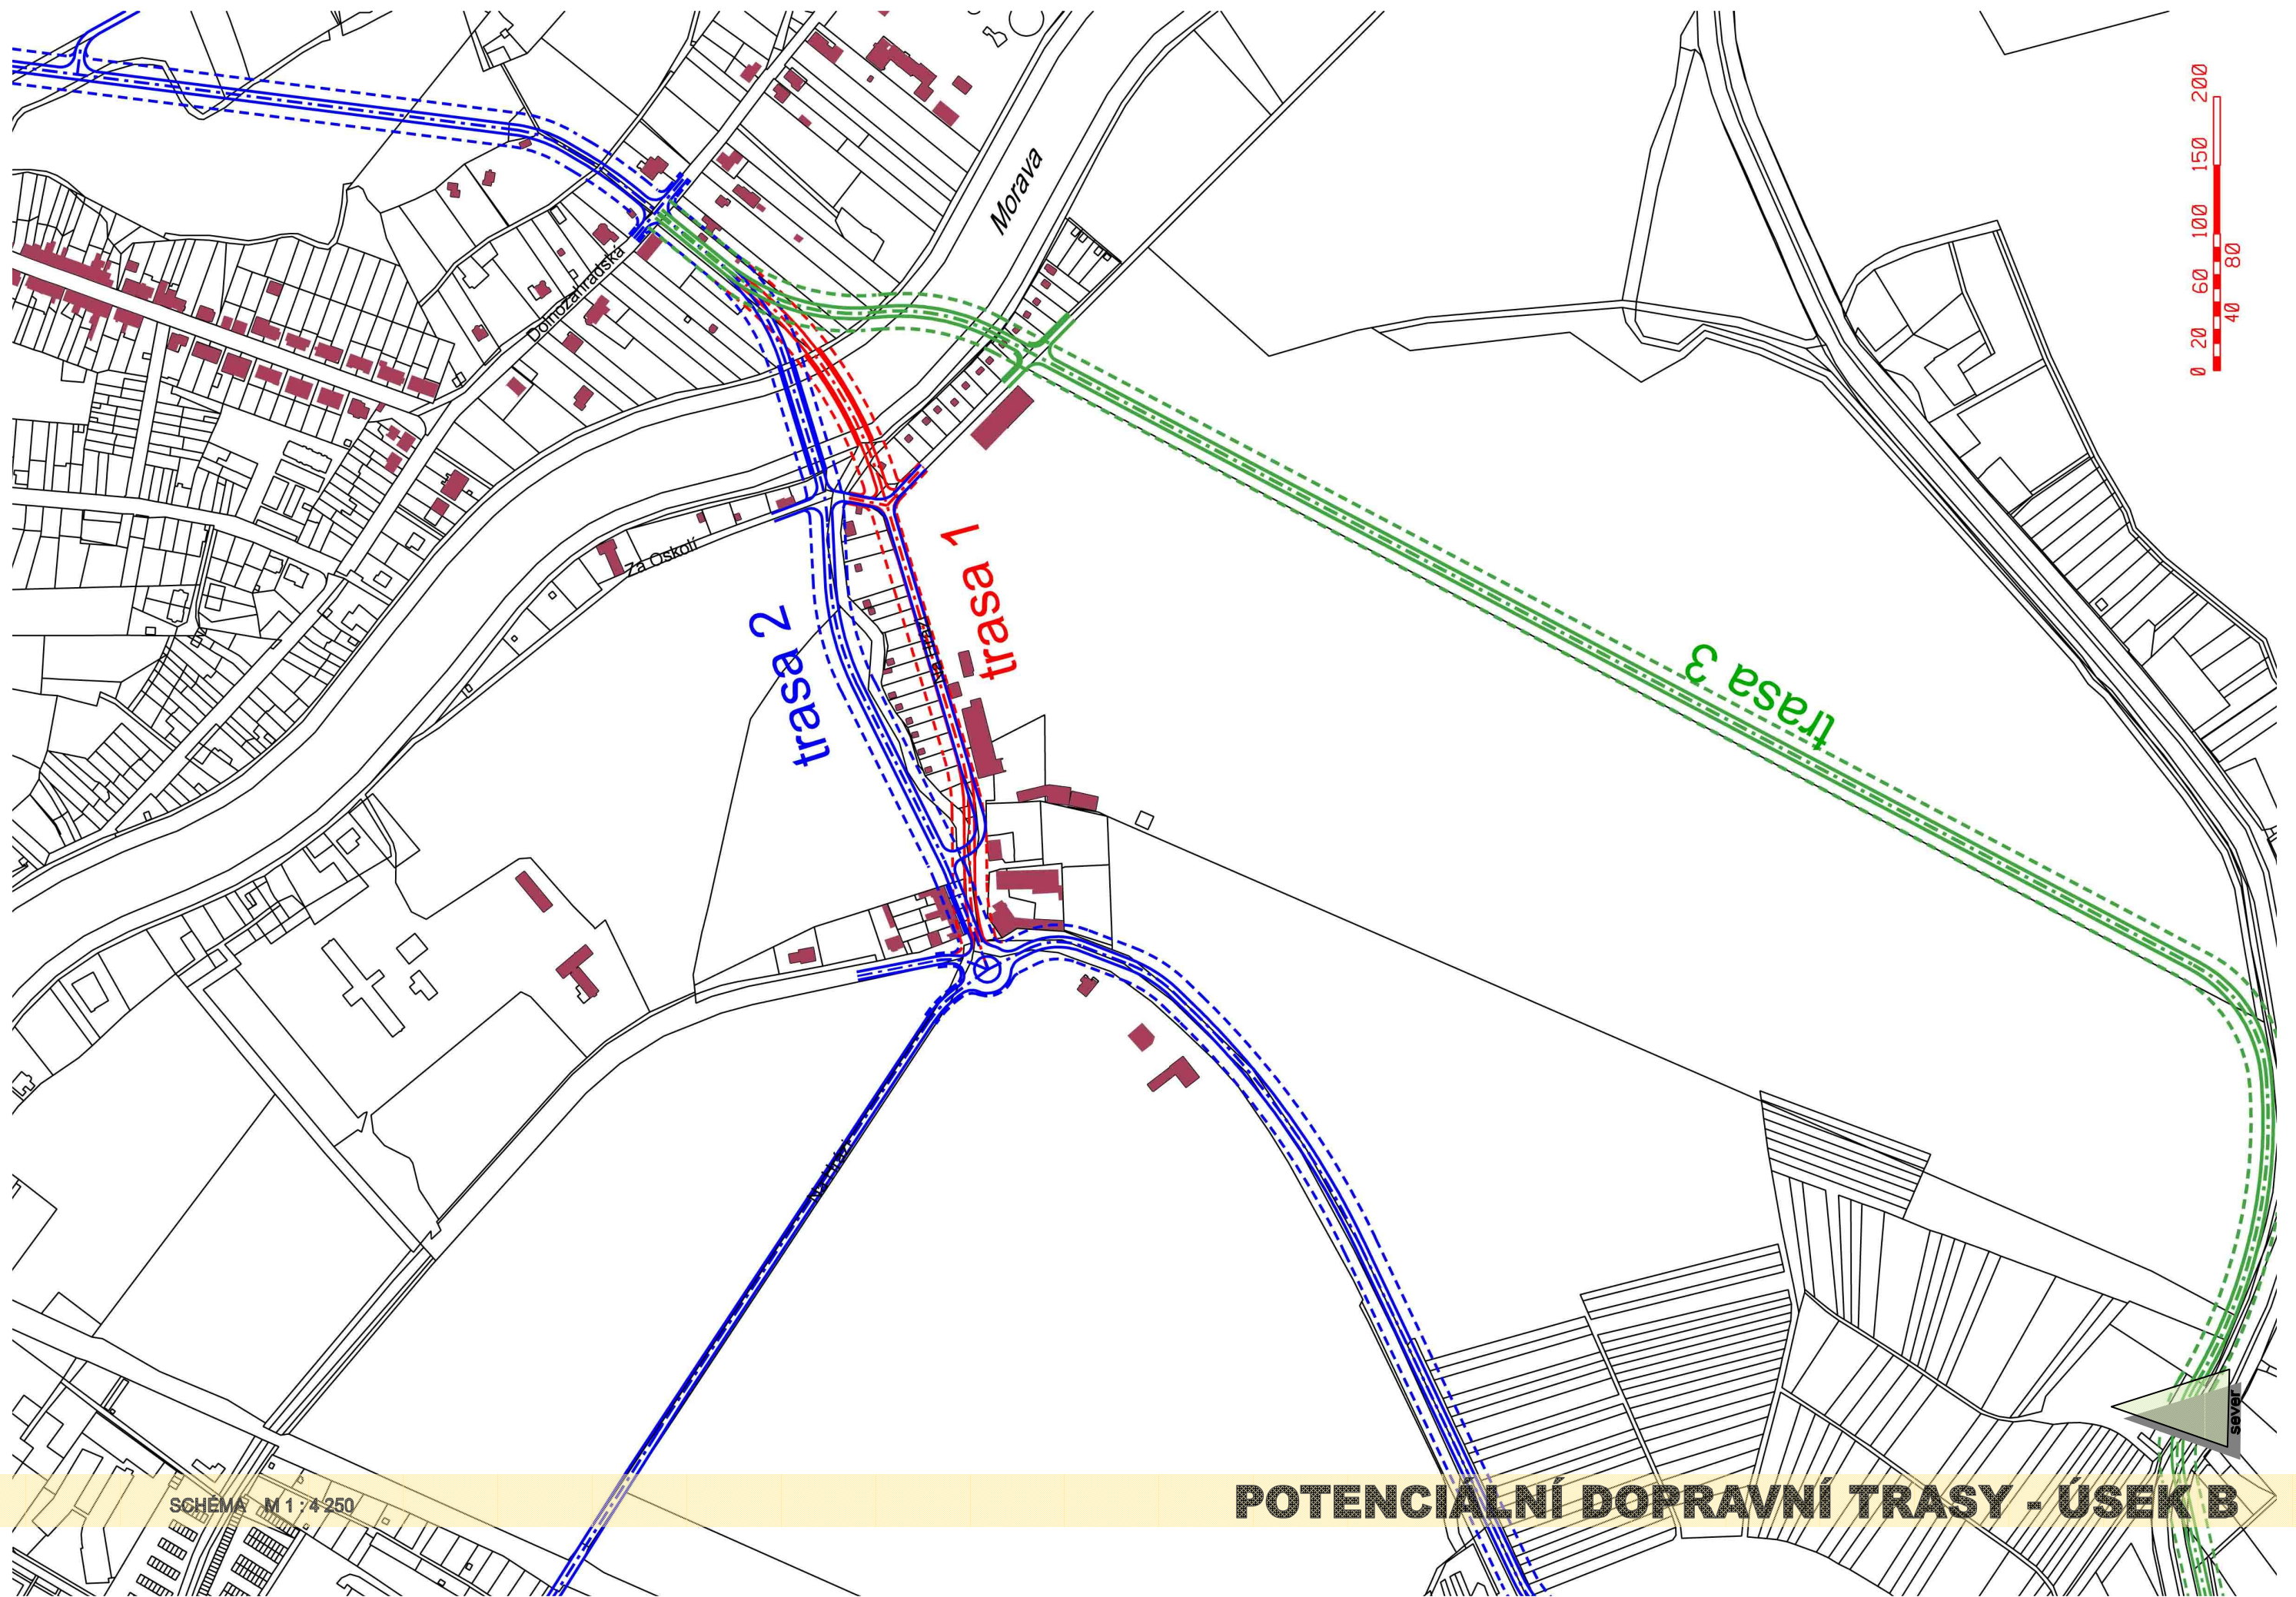 Morava
Domozahradská
Za Oskolí
trasa 1
trasa 2
trasa 3
0 20 60 100 150 200
40 80
sever
SCHÉMA M 1 : 4 250
POTENCIÁLNÍ DOPRAVNÍ TRASY - ÚSEK B